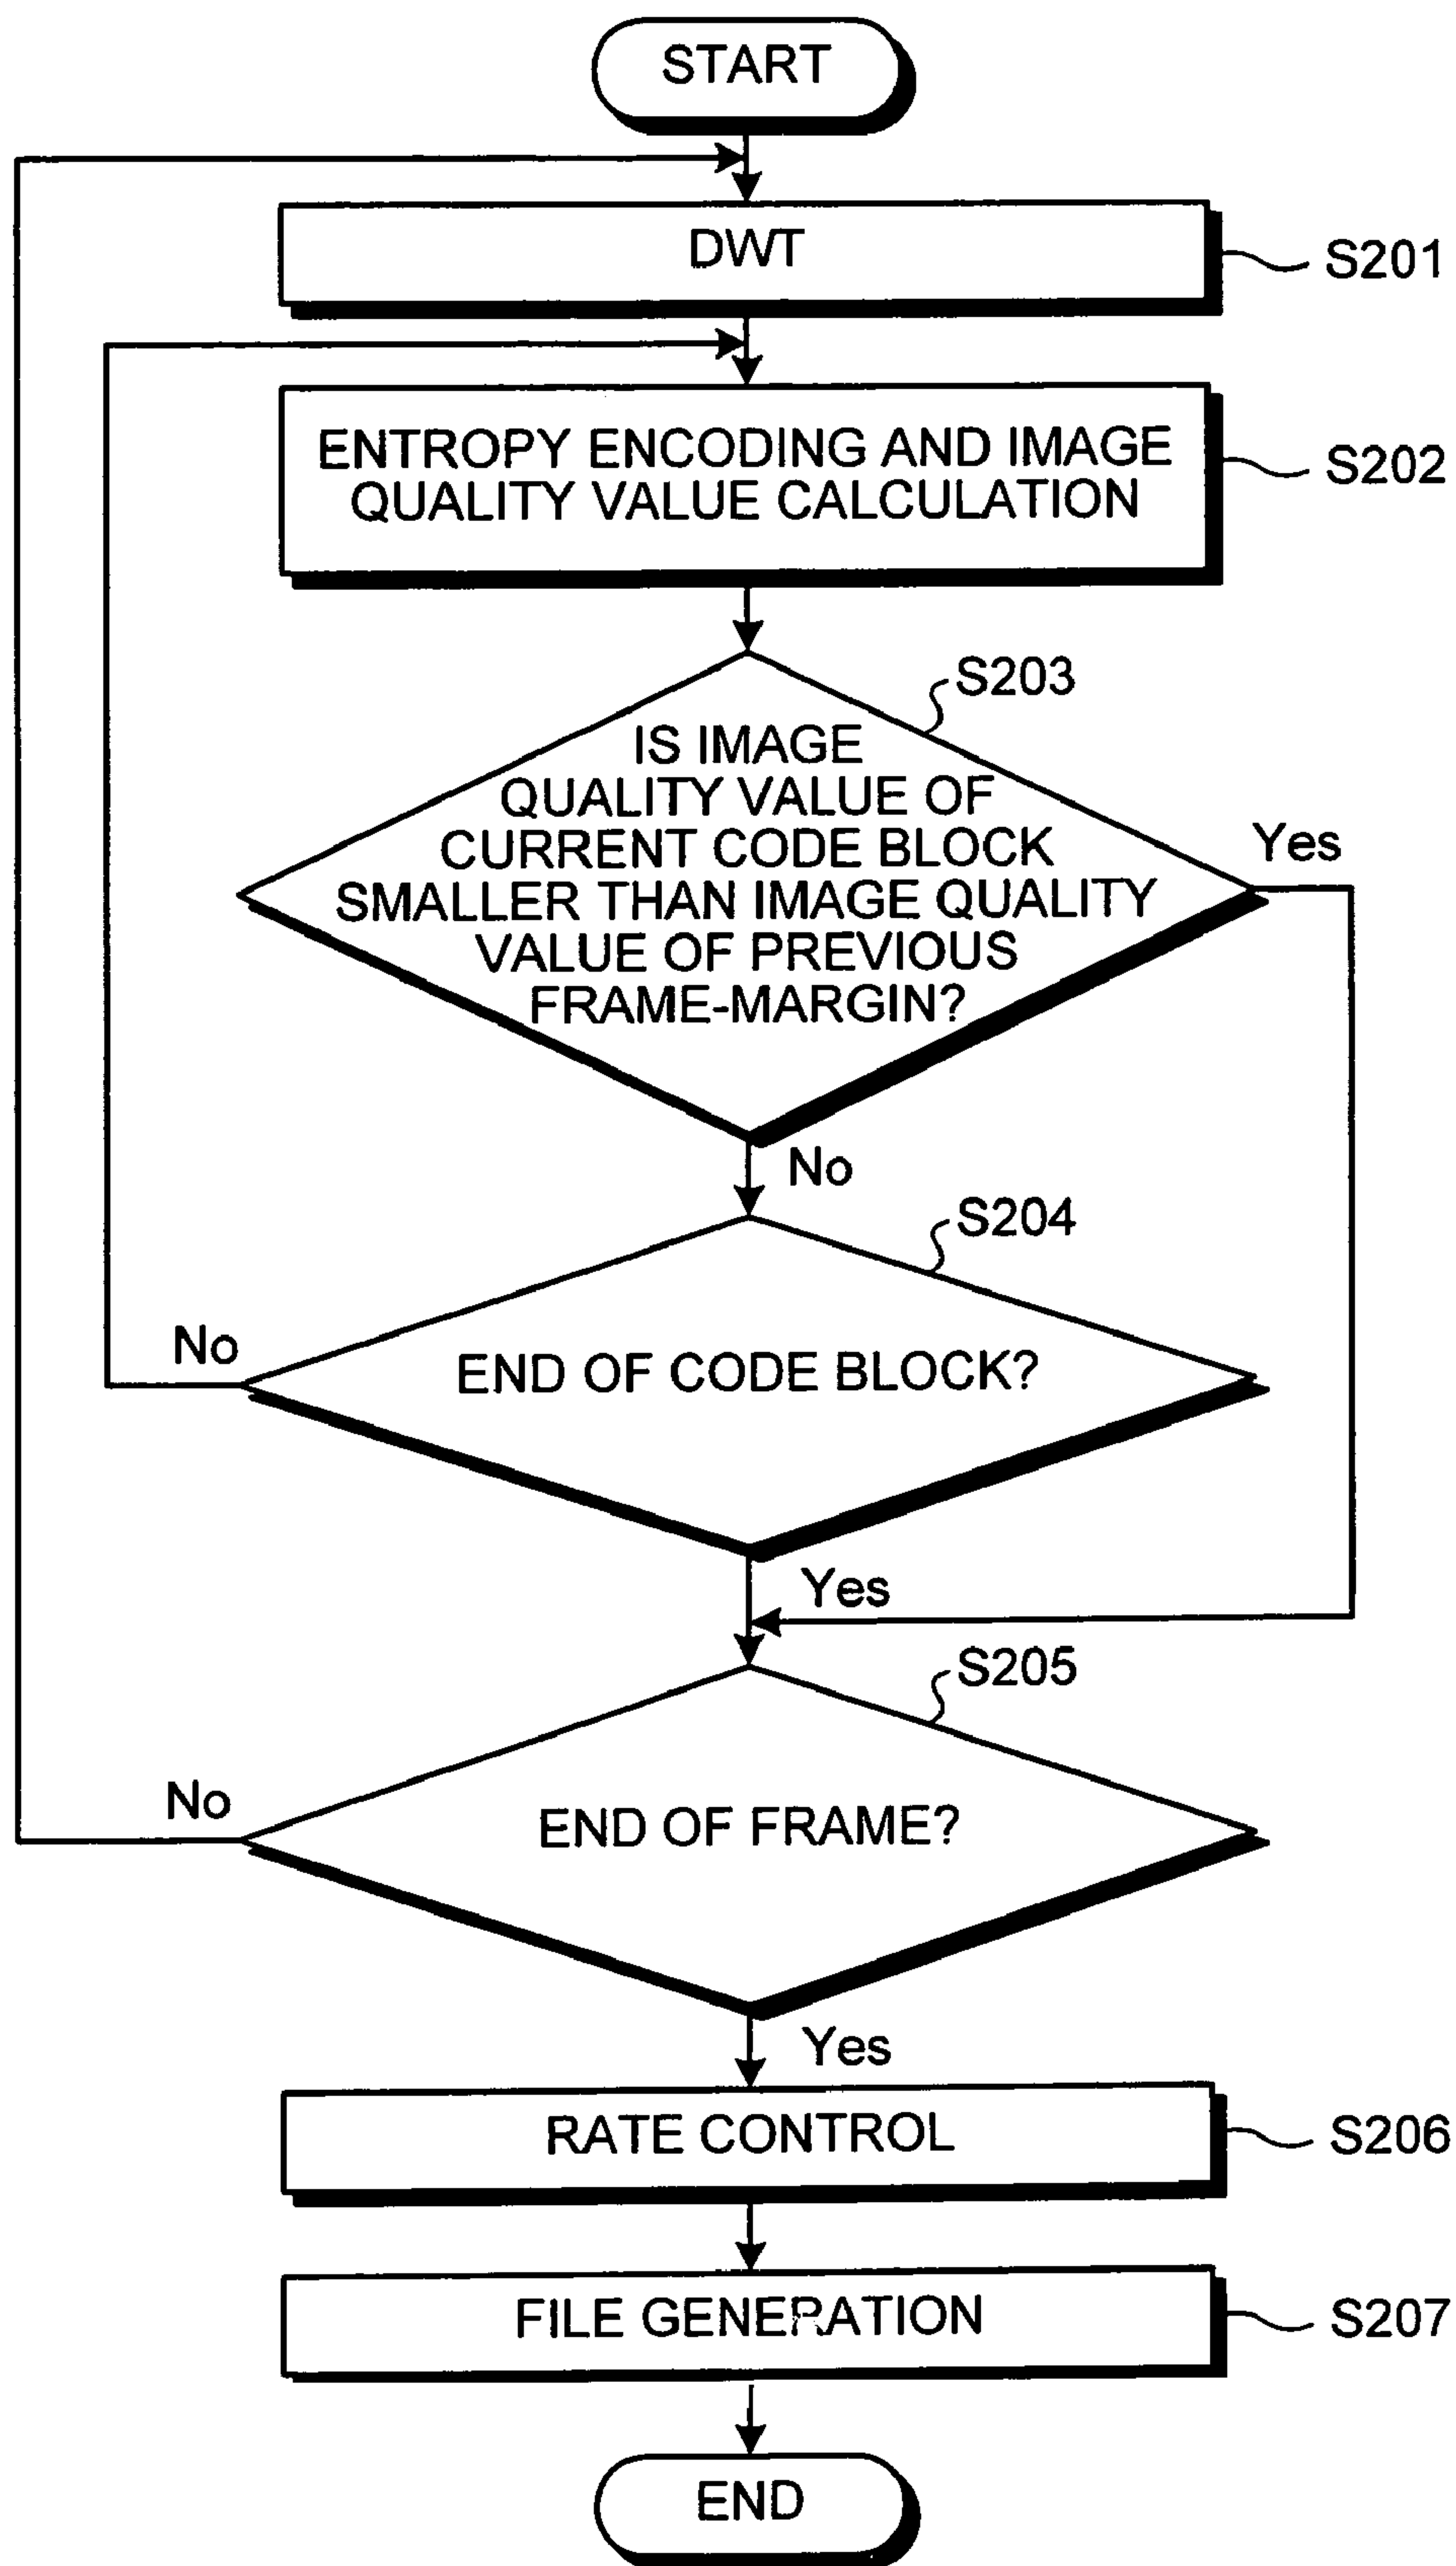 START
DWT
S201
ENTROPY ENCODING AND IMAGE
QUALITY VALUE CALCULATION
S202
S203
IS IMAGE
QUALITY VALUE OF
CURRENT CODE BLOCK
SMALLER THAN IMAGE QUALITY
VALUE OF PREVIOUS
FRAME-MARGIN?
Yes
No
S204
No
END OF CODE BLOCK?
Yes
S205
No
END OF FRAME?
Yes
RATE CONTROL
S206
FILE GENERATION
S207
END